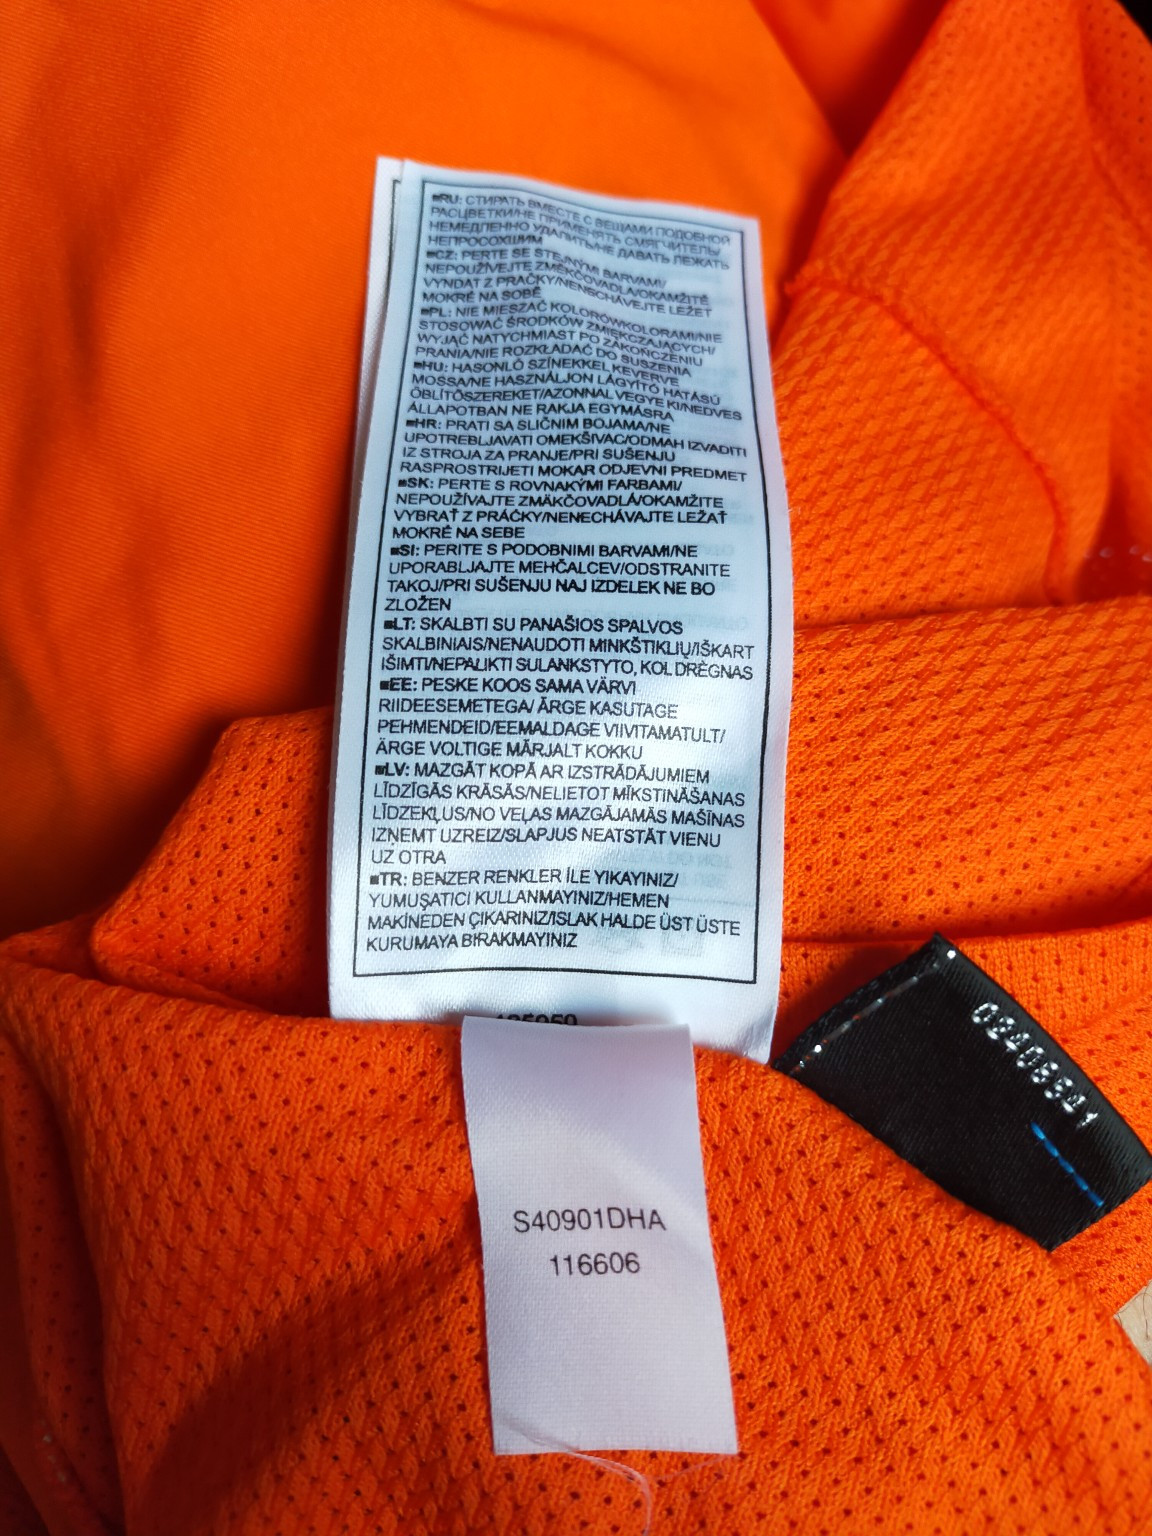 ■RU: СТИРАТЬ ВМЕСТЕ С ВЕЩАМИ ПОДОБНОЙ
РАСЦВЕТКИ/НЕ ПРИМЕНЯТЬ СМЯГЧИТЕЛЬ/
НЕМЕДЛЕННО УДАЛИТЬ/НЕ ДАВАТЬ ЛЕЖАТЬ
НЕПРОСОХШИМ
■CZ: PERTE SE STEJNÝMI BARVAMI/
NEPOUŽÍVEJTE ZMĚKČOVADLA/OKAMŽITĚ
VYNDAT Z PRAČKY/NENECHÁVEJTE LEŽET
MOKRÉ NA SOBĚ
■PL: NIE MIESZAĆ KOLORÓW/KOLORAMI/NIE
STOSOWAĆ ŚRODKÓW ZMIĘKCZAJĄCYCH/
WYJĄĆ NATYCHMIAST PO ZAKOŃCZENIU
PRANIA/NIE ROZKŁADAĆ DO SUSZENIA
■HU: HASONLÓ SZÍNEKKEL KEVERVE
MOSSA/NE HASZNÁLJON LÁGYÍTÓ HATÁSÚ
ÖBLÍTŐSZEREKET/AZONNAL VEGYE KI/NEDVES
ÁLLAPOTBAN NE RAKJA EGYMÁSRA
■HR: PRATI SA SLIČNIM BOJAMA/NE
UPOTREBLJAVATI OMEKŠIVAC/ODMAH IZVADITI
IZ STROJA ZA PRANJE/PRI SUŠENJU
RASPROSTRIJETI MOKAR ODJEVNI PREDMET
■SK: PERTE S ROVNAKÝMI FARBAMI/
NEPOUŽÍVAJTE ZMÄKČOVADLÁ/OKAMŽITE
VYBRAŤ Z PRÁČKY/NENECHÁVAJTE LEŽAŤ
MOKRÉ NA SEBE
■SI: PERITE S PODOBNIMI BARVAMI/NE
UPORABLJAJTE MEHČALCEV/ODSTRANITE
TAKOJ/PRI SUŠENJU NAJ IZDELEK NE BO
ZLOŽEN
■LT: SKALBTI SU PANAŠIOS SPALVOS
SKALBINIAIS/NENAUDOTI MINKŠTIKLIŲ/IŠKART
IŠIMTI/NEPALIKTI SULANKSTYTO, KOL DRĖGNAS
■EE: PESKE KOOS SAMA VÄRVI
RIIDEESEMETEGA/ ÄRGE KASUTAGE
PEHMENDEID/EEMALDAGE VIIVITAMATULT/
ÄRGE VOLTIGE MÄRJALT KOKKU
■LV: MAZGĀT KOPĀ AR IZSTRĀDĀJUMIEM
LĪDZĪGĀS KRĀSĀS/NELIETOT MĪKSTINĀŠANAS
LĪDZEKĻUS/NO VEĻAS MAZGĀJAMĀS MAŠĪNAS
IZŅEMT UZREIZ/SLAPJUS NEATSTĀT VIENU
UZ OTRA
■TR: BENZER RENKLER İLE YIKAYINIZ/
YUMUŞATICI KULLANMAYINIZ/HEMEN
MAKİNEDEN ÇIKARINIZ/ISLAK HALDE ÜST ÜSTE
KURUMAYA BIRAKMAYINIZ
S40901DHA
116606